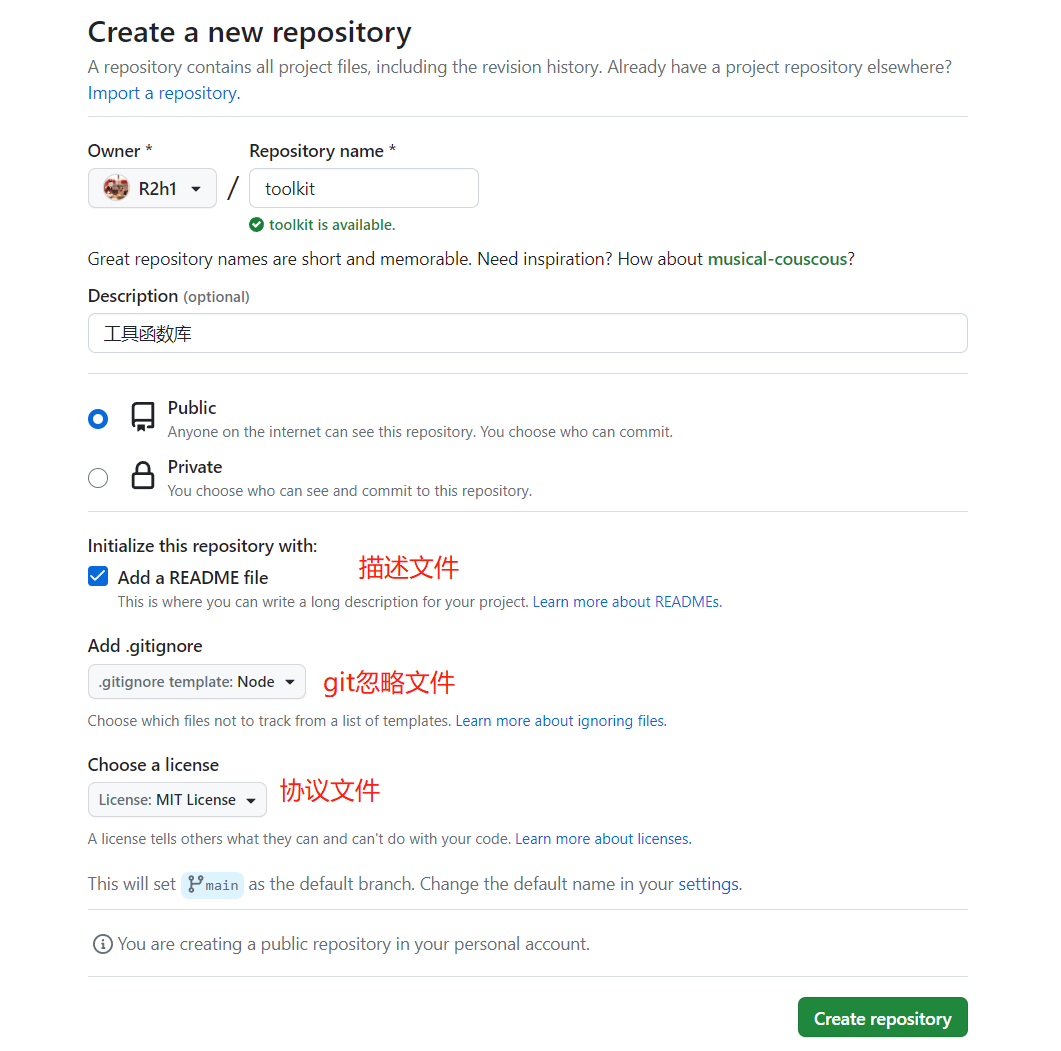 Create a new repository
A repository contains all project files, including the revision history. Already have a project repository elsewhere?
Import a repository.
Owner *
Repository name *
R2h1
/
toolkit
toolkit is available.
Great repository names are short and memorable. Need inspiration? How about musical-couscous?
Description (optional)
工具函数库
Public
Anyone on the internet can see this repository. You choose who can commit.
Private
You choose who can see and commit to this repository.
Initialize this repository with:
Add a README file
描述文件
This is where you can write a long description for your project. Learn more about READMEs.
Add .gitignore
.gitignore template: Node
git忽略文件
Choose which files not to track from a list of templates. Learn more about ignoring files.
Choose a license
License: MIT License
协议文件
A license tells others what they can and can't do with your code. Learn more about licenses.
This will set main as the default branch. Change the default name in your settings.
You are creating a public repository in your personal account.
Create repository